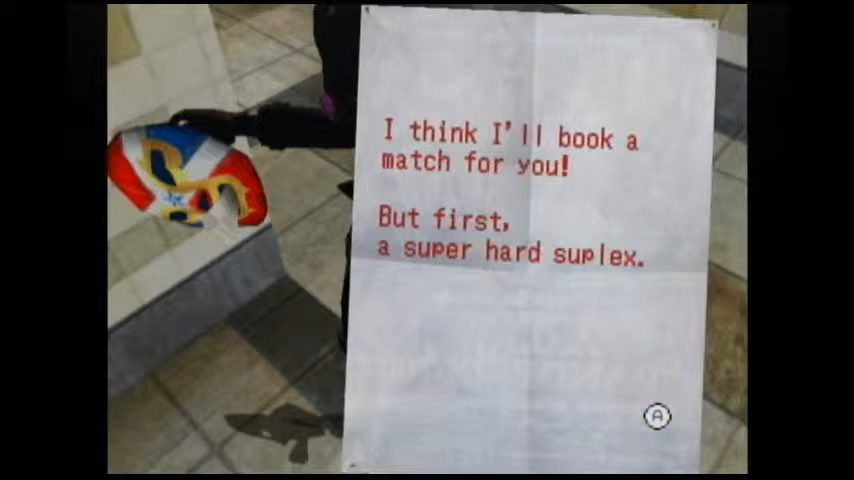 I think I'll book a
match for you!
But first,
a super hard suplex.
A